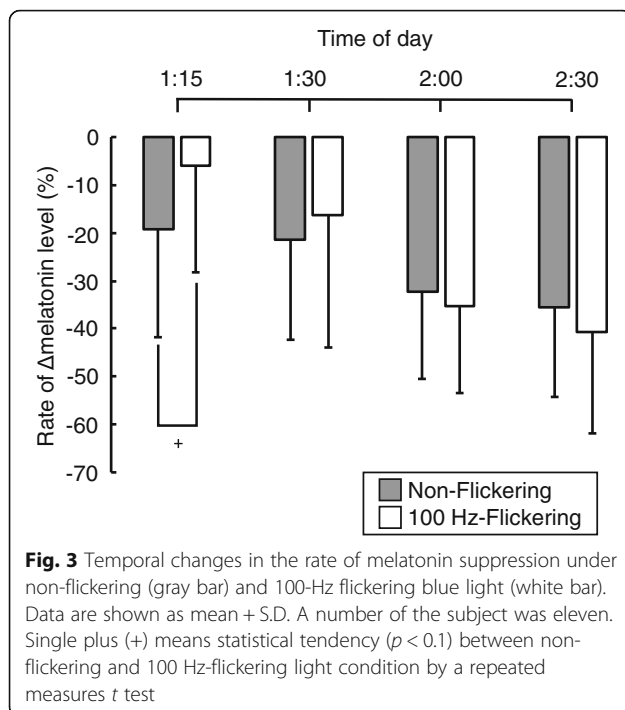 Time of day
1:15 1:30 2:00 2:30
Rate of Δmelatonin level (%)
0
-10
-20
-30
-40
-50
-60
-70
+
Non-Flickering
100 Hz-Flickering
Fig. 3 Temporal changes in the rate of melatonin suppression under
non-flickering (gray bar) and 100-Hz flickering blue light (white bar).
Data are shown as mean + S.D. A number of the subject was eleven.
Single plus (+) means statistical tendency (p < 0.1) between non-
flickering and 100 Hz-flickering light condition by a repeated
measures t test